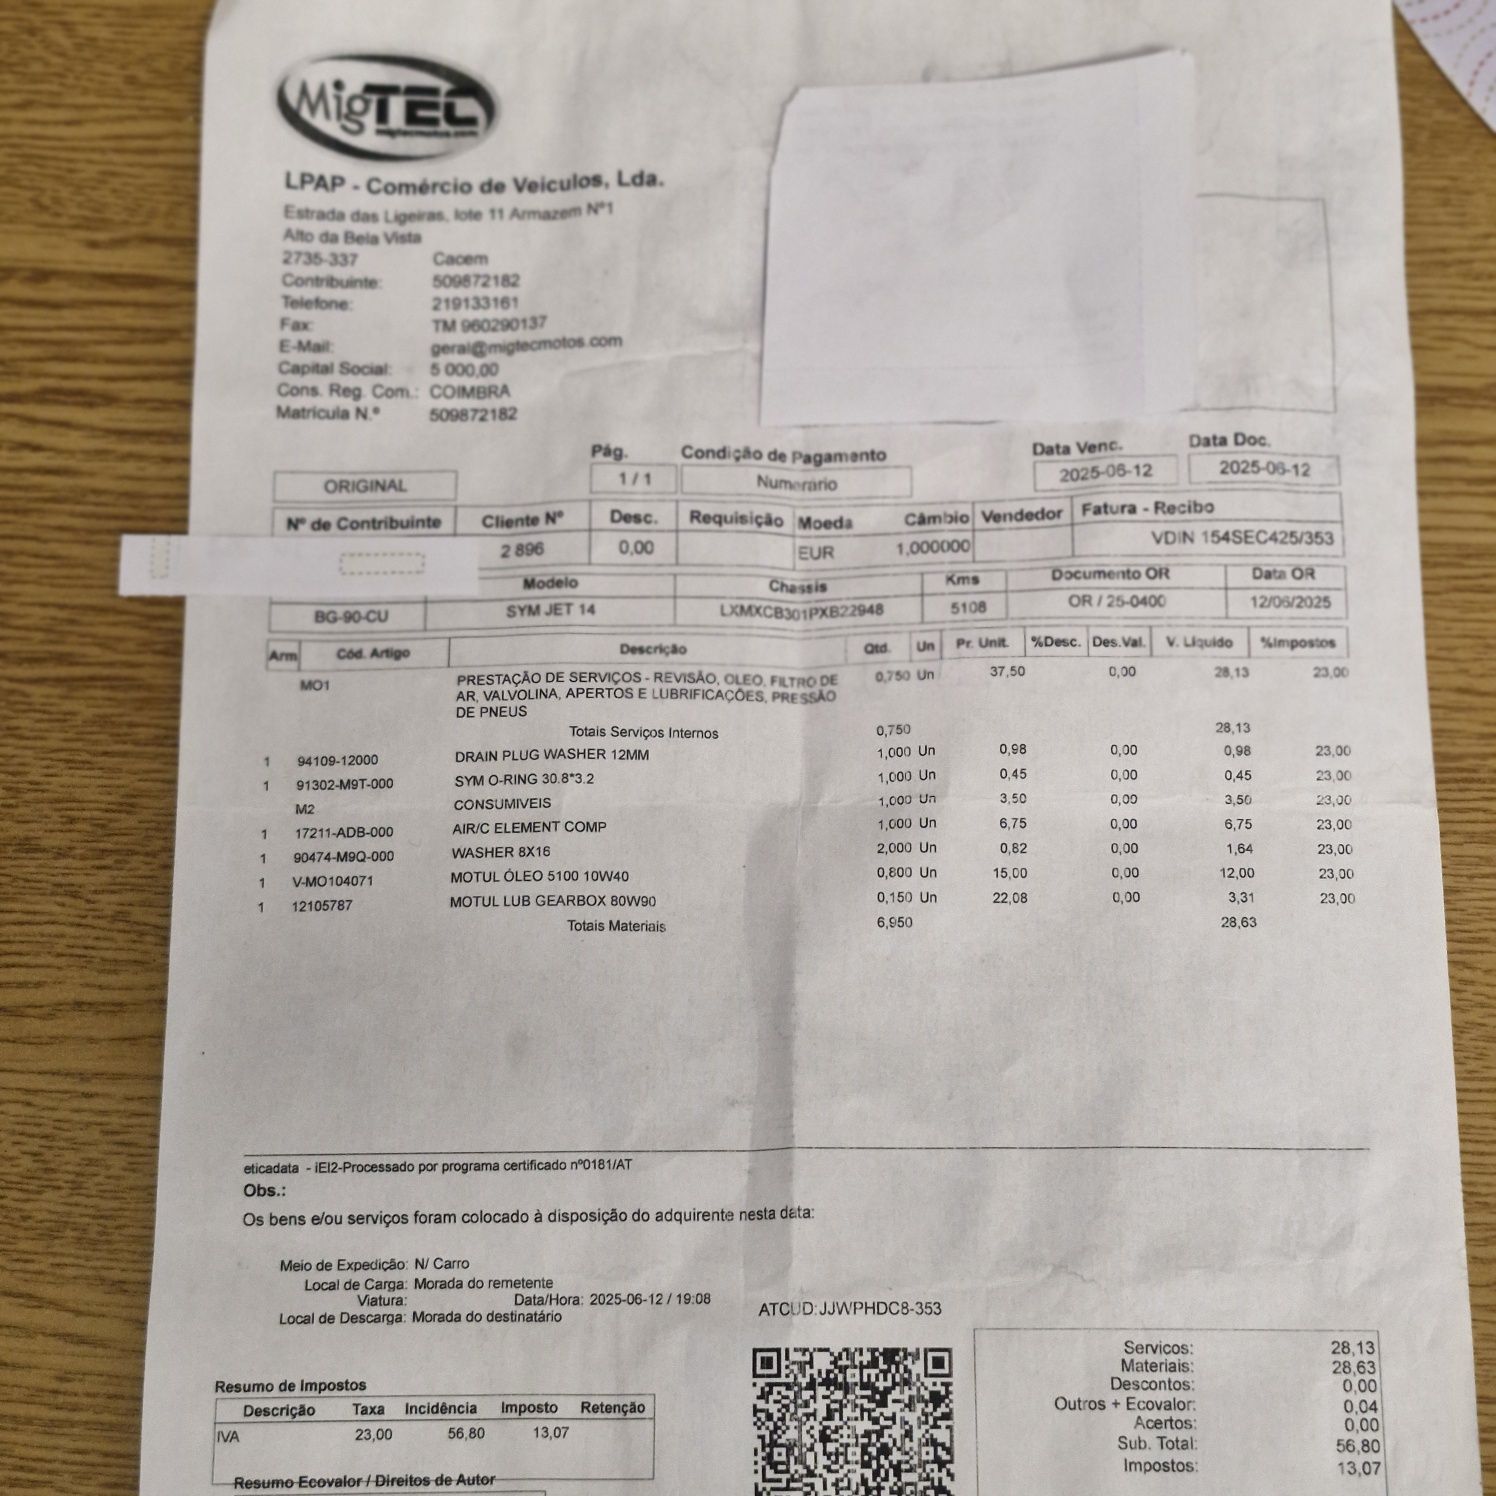 MigTEC
migtecmotos.com
LPAP - Comércio de Veículos, Lda.
Estrada das Ligeiras, lote 11 Armazem Nº1
Alto da Bela Vista
2735-337 Cacem
Contribuinte: 509872182
Telefone: 219133161
Fax: TM 960290137
E-Mail: geral@migtecmotos.com
Capital Social: 5 000,00
Cons. Reg. Com.: COIMBRA
Matrícula N.º 509872182
Pág. Condição de Pagamento Data Venc. Data Doc.
ORIGINAL 1 / 1 Numerário 2025-06-12 2025-06-12
Nº de Contribuinte Cliente Nº Desc. Requisição Moeda Câmbio Vendedor Fatura - Recibo
2 896 0,00 EUR 1,000000 VDIN 154SEC425/353
Modelo Chassis Kms Documento OR Data OR
BG-90-CU SYM JET 14 LXMXCB301PXB22948 5108 OR / 25-0400 12/06/2025
Arm Cód. Artigo Descrição Qtd. Un Pr. Unit. %Desc. Des.Val. V. Líquido %Impostos
MO1 PRESTAÇÃO DE SERVIÇOS - REVISÃO, OLEO, FILTRO DE 0,750 Un 37,50 0,00 28,13 23,00
AR, VALVOLINA, APERTOS E LUBRIFICAÇÕES, PRESSÃO
DE PNEUS
Totais Serviços Internos 0,750 28,13
1 94109-12000 DRAIN PLUG WASHER 12MM 1,000 Un 0,98 0,00 0,98 23,00
1 91302-M9T-000 SYM O-RING 30.8*3.2 1,000 Un 0,45 0,00 0,45 23,00
M2 CONSUMIVEIS 1,000 Un 3,50 0,00 3,50 23,00
1 17211-ADB-000 AIR/C ELEMENT COMP 1,000 Un 6,75 0,00 6,75 23,00
1 90474-M9Q-000 WASHER 8X16 2,000 Un 0,82 0,00 1,64 23,00
1 V-MO104071 MOTUL ÓLEO 5100 10W40 0,800 Un 15,00 0,00 12,00 23,00
1 12105787 MOTUL LUB GEARBOX 80W90 0,150 Un 22,08 0,00 3,31 23,00
Totais Materiais 6,950 28,63
eticadata - iEI2-Processado por programa certificado nº0181/AT
Obs.:
Os bens e/ou serviços foram colocado à disposição do adquirente nesta data:
Meio de Expedição: N/ Carro
Local de Carga: Morada do remetente
Viatura: Data/Hora: 2025-06-12 / 19:08
Local de Descarga: Morada do destinatário
ATCUD:JJWPHDC8-353
Servicos: 28,13
Materiais: 28,63
Descontos: 0,00
Outros + Ecovalor: 0,04
Acertos: 0,00
Sub. Total: 56,80
Impostos: 13,07
Resumo de Impostos
Descrição Taxa Incidência Imposto Retenção
IVA 23,00 56,80 13,07
Resumo Ecovalor / Direitos de Autor